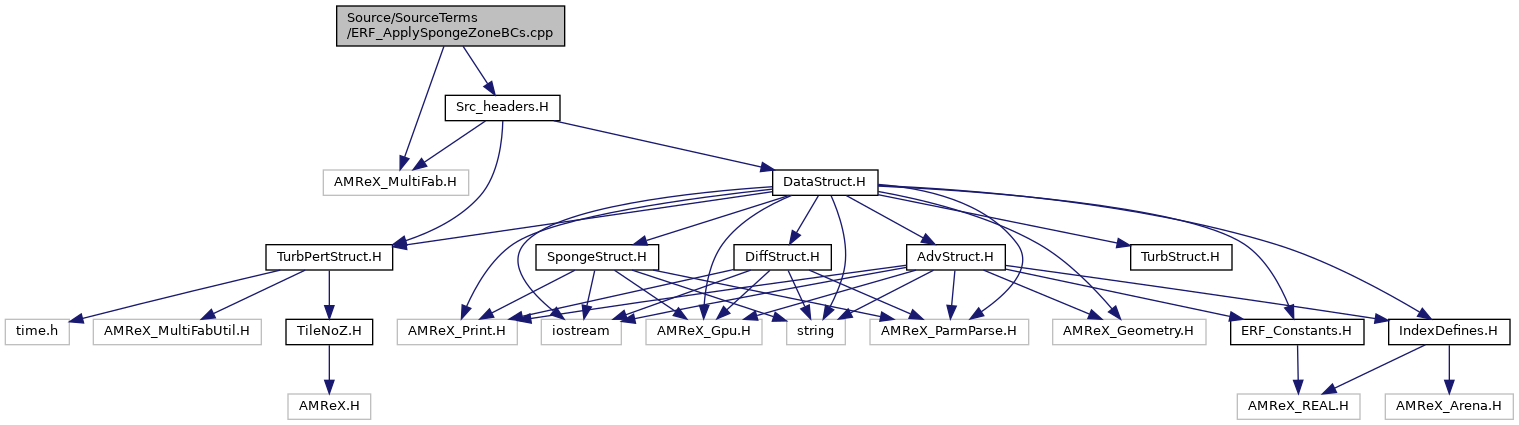 Source/SourceTerms
/ERF_ApplySpongeZoneBCs.cpp
Src_headers.H
AMReX_MultiFab.H
DataStruct.H
TurbPertStruct.H
SpongeStruct.H
DiffStruct.H
AdvStruct.H
TurbStruct.H
time.h
AMReX_MultiFabUtil.H
TileNoZ.H
AMReX_Print.H
iostream
AMReX_Gpu.H
string
AMReX_ParmParse.H
AMReX_Geometry.H
ERF_Constants.H
IndexDefines.H
AMReX.H
AMReX_REAL.H
AMReX_Arena.H